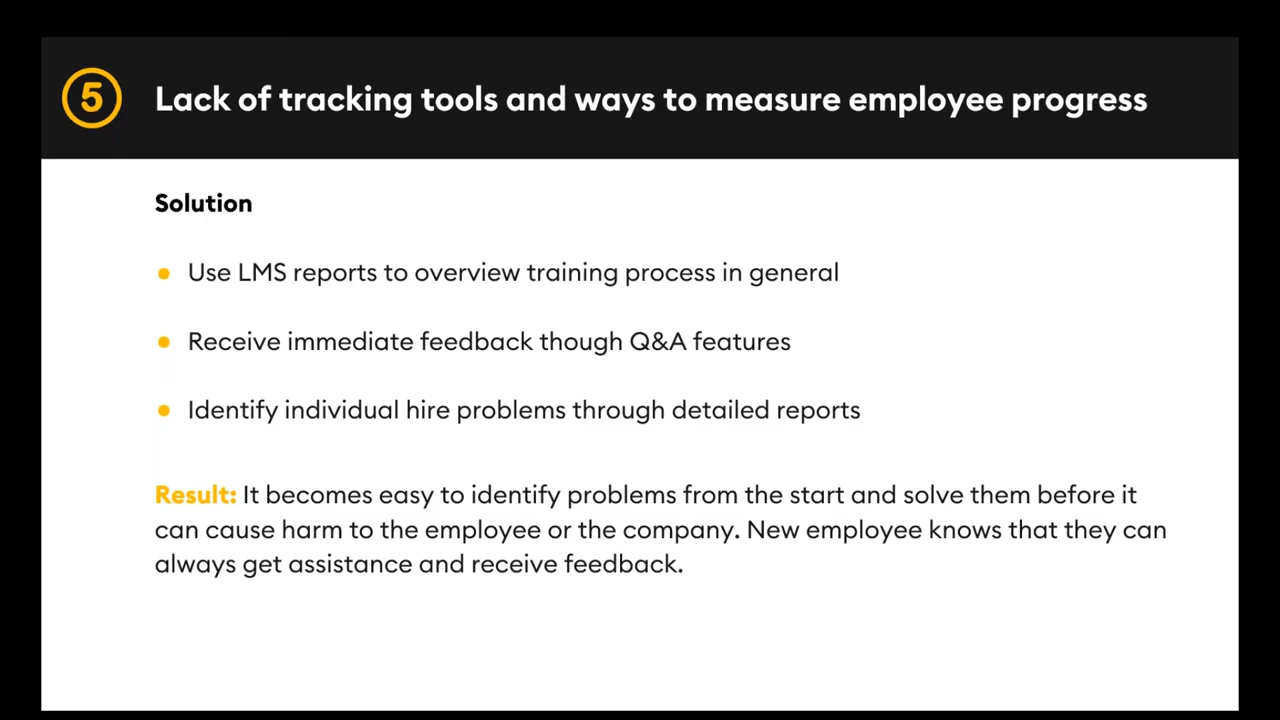 5
Lack of tracking tools and ways to measure employee progress
Solution
Use LMS reports to overview training process in general
Receive immediate feedback though Q&A features
Identify individual hire problems through detailed reports
Result: It becomes easy to identify problems from the start and solve them before it
can cause harm to the employee or the company. New employee knows that they can
always get assistance and receive feedback.